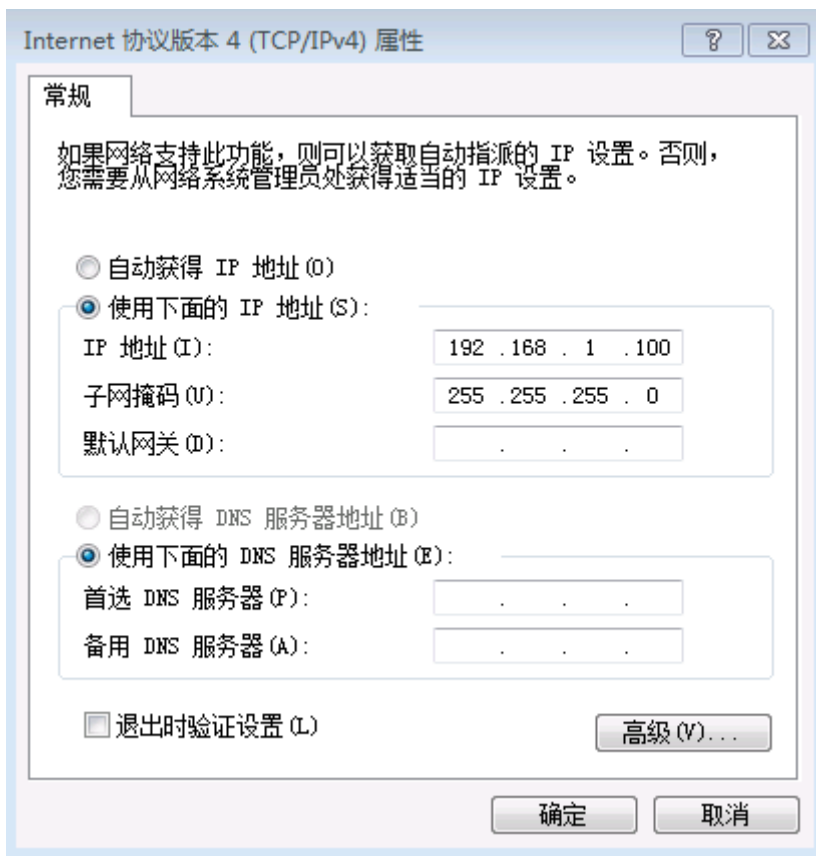 Internet 协议版本 4 (TCP/IPv4) 属性
常规
如果网络支持此功能，则可以获取自动指派的 IP 设置。否则，
您需要从网络系统管理员处获得适当的 IP 设置。
自动获得 IP 地址(O)
使用下面的 IP 地址(S):
IP 地址(I): 192 .168 . 1 .100
子网掩码(U): 255 .255 .255 . 0
默认网关(D): . . .
自动获得 DNS 服务器地址(B)
使用下面的 DNS 服务器地址(E):
首选 DNS 服务器(P): . . .
备用 DNS 服务器(A): . . .
退出时验证设置(L)
高级(V)...
确定 取消